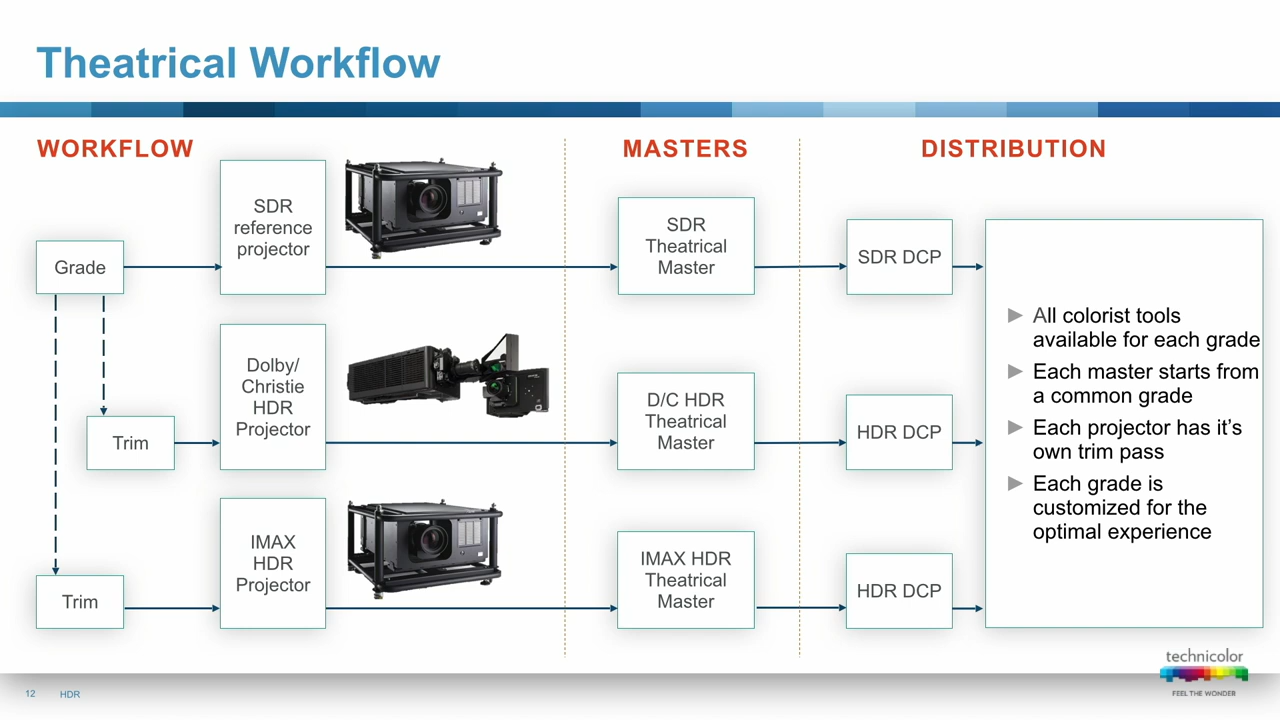 Theatrical Workflow
WORKFLOW
MASTERS
DISTRIBUTION
SDR
reference
projector
SDR
Theatrical
Master
SDR DCP
Grade
Dolby/
Christie
HDR
Projector
D/C HDR
Theatrical
Master
HDR DCP
Trim
IMAX
HDR
Projector
IMAX HDR
Theatrical
Master
HDR DCP
Trim
All colorist tools
available for each grade
Each master starts from
a common grade
Each projector has it’s
own trim pass
Each grade is
customized for the
optimal experience
technicolor
FEEL THE WONDER
12
HDR